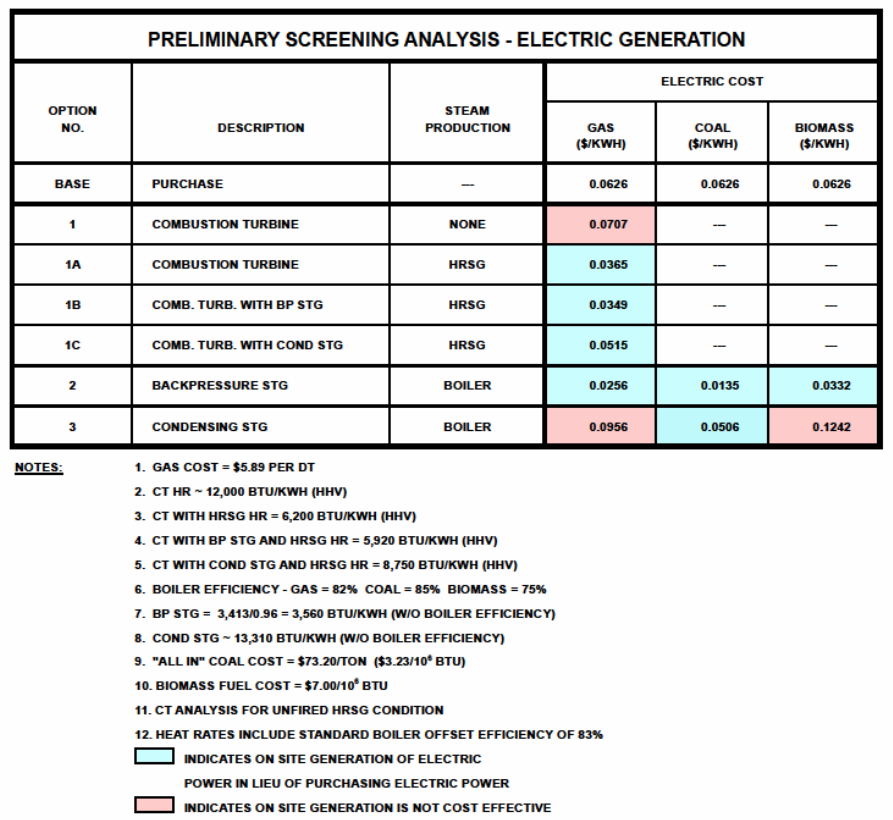 PRELIMINARY SCREENING ANALYSIS - ELECTRIC GENERATION
OPTION NO. DESCRIPTION STEAM PRODUCTION ELECTRIC COST
GAS ($/KWH) COAL ($/KWH) BIOMASS ($/KWH)
BASE PURCHASE --- 0.0626 0.0626 0.0626
1 COMBUSTION TURBINE NONE 0.0707 --- ---
1A COMBUSTION TURBINE HRSG 0.0365 --- ---
1B COMB. TURB. WITH BP STG HRSG 0.0349 --- ---
1C COMB. TURB. WITH COND STG HRSG 0.0515 --- ---
2 BACKPRESSURE STG BOILER 0.0256 0.0135 0.0332
3 CONDENSING STG BOILER 0.0956 0.0506 0.1242
NOTES: 1. GAS COST = $5.89 PER DT
2. CT HR ~ 12,000 BTU/KWH (HHV)
3. CT WITH HRSG HR = 6,200 BTU/KWH (HHV)
4. CT WITH BP STG AND HRSG HR = 5,920 BTU/KWH (HHV)
5. CT WITH COND STG AND HRSG HR = 8,750 BTU/KWH (HHV)
6. BOILER EFFICIENCY - GAS = 82% COAL = 85% BIOMASS = 75%
7. BP STG = 3,413/0.96 = 3,560 BTU/KWH (W/O BOILER EFFICIENCY)
8. COND STG ~ 13,310 BTU/KWH (W/O BOILER EFFICIENCY)
9. "ALL IN" COAL COST = $73.20/TON ($3.23/10⁶ BTU)
10. BIOMASS FUEL COST = $7.00/10⁶ BTU
11. CT ANALYSIS FOR UNFIRED HRSG CONDITION
12. HEAT RATES INCLUDE STANDARD BOILER OFFSET EFFICIENCY OF 83%
INDICATES ON SITE GENERATION OF ELECTRIC
POWER IN LIEU OF PURCHASING ELECTRIC POWER
INDICATES ON SITE GENERATION IS NOT COST EFFECTIVE